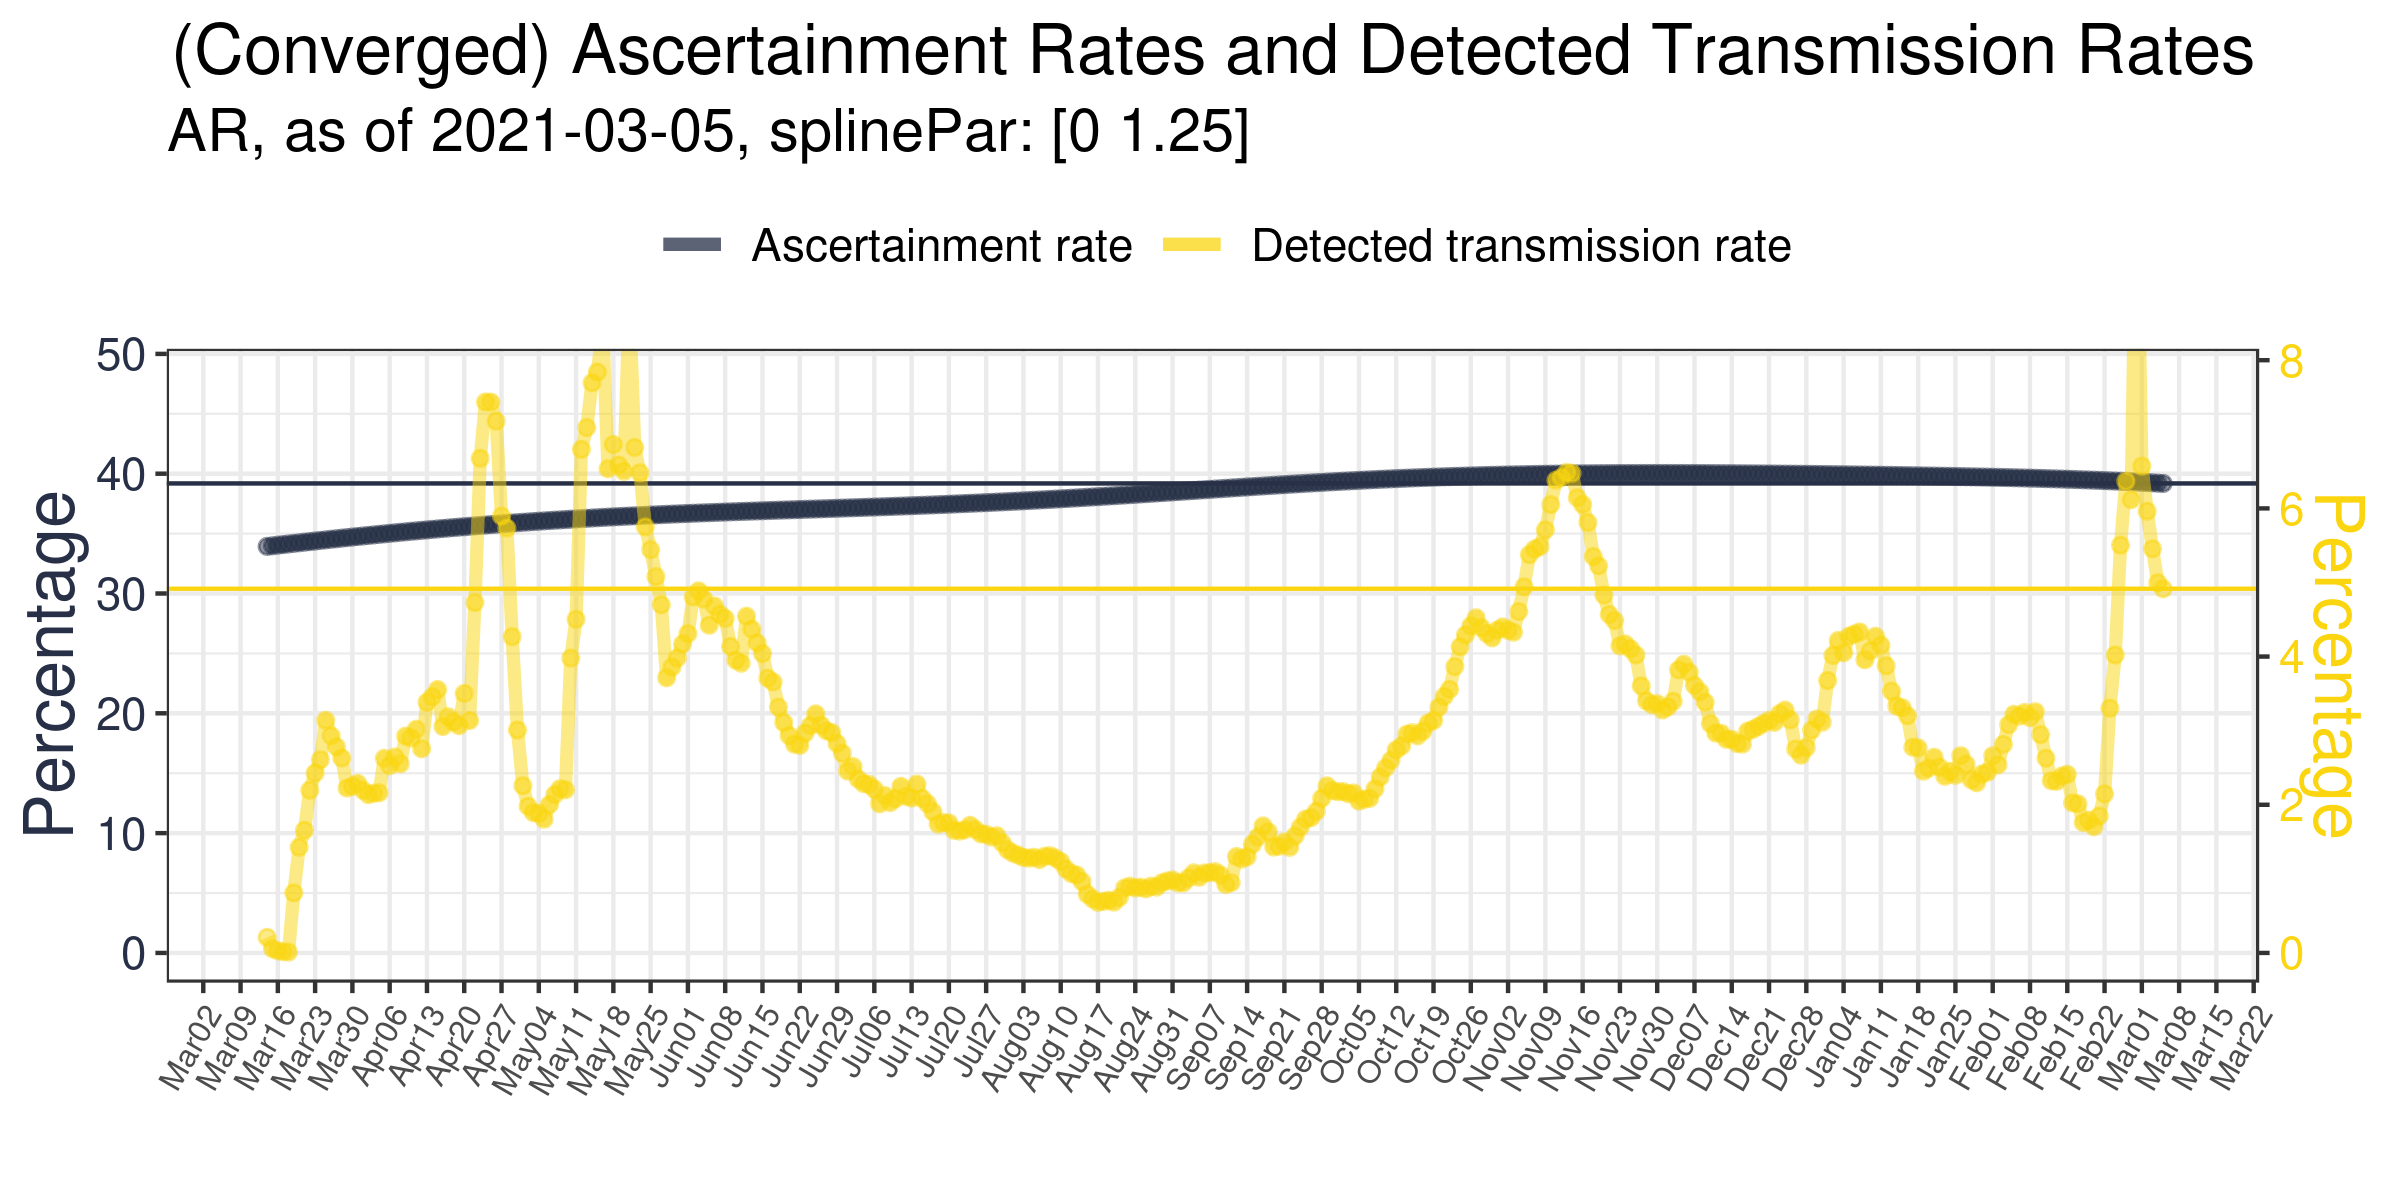 (Converged) Ascertainment Rates and Detected Transmission Rates
AR, as of 2021-03-05, splinePar: [0 1.25]
Ascertainment rate
Detected transmission rate
Percentage
50
40
30
20
10
0
8
6
4
2
0
Percentage
Mar02
Mar09
Mar16
Mar23
Mar30
Apr06
Apr13
Apr20
Apr27
May04
May11
May18
May25
Jun01
Jun08
Jun15
Jun22
Jun29
Jul06
Jul13
Jul20
Jul27
Aug03
Aug10
Aug17
Aug24
Aug31
Sep07
Sep14
Sep21
Sep28
Oct05
Oct12
Oct19
Oct26
Nov02
Nov09
Nov16
Nov23
Nov30
Dec07
Dec14
Dec21
Dec28
Jan04
Jan11
Jan18
Jan25
Feb01
Feb08
Feb15
Feb22
Mar01
Mar08
Mar15
Mar22